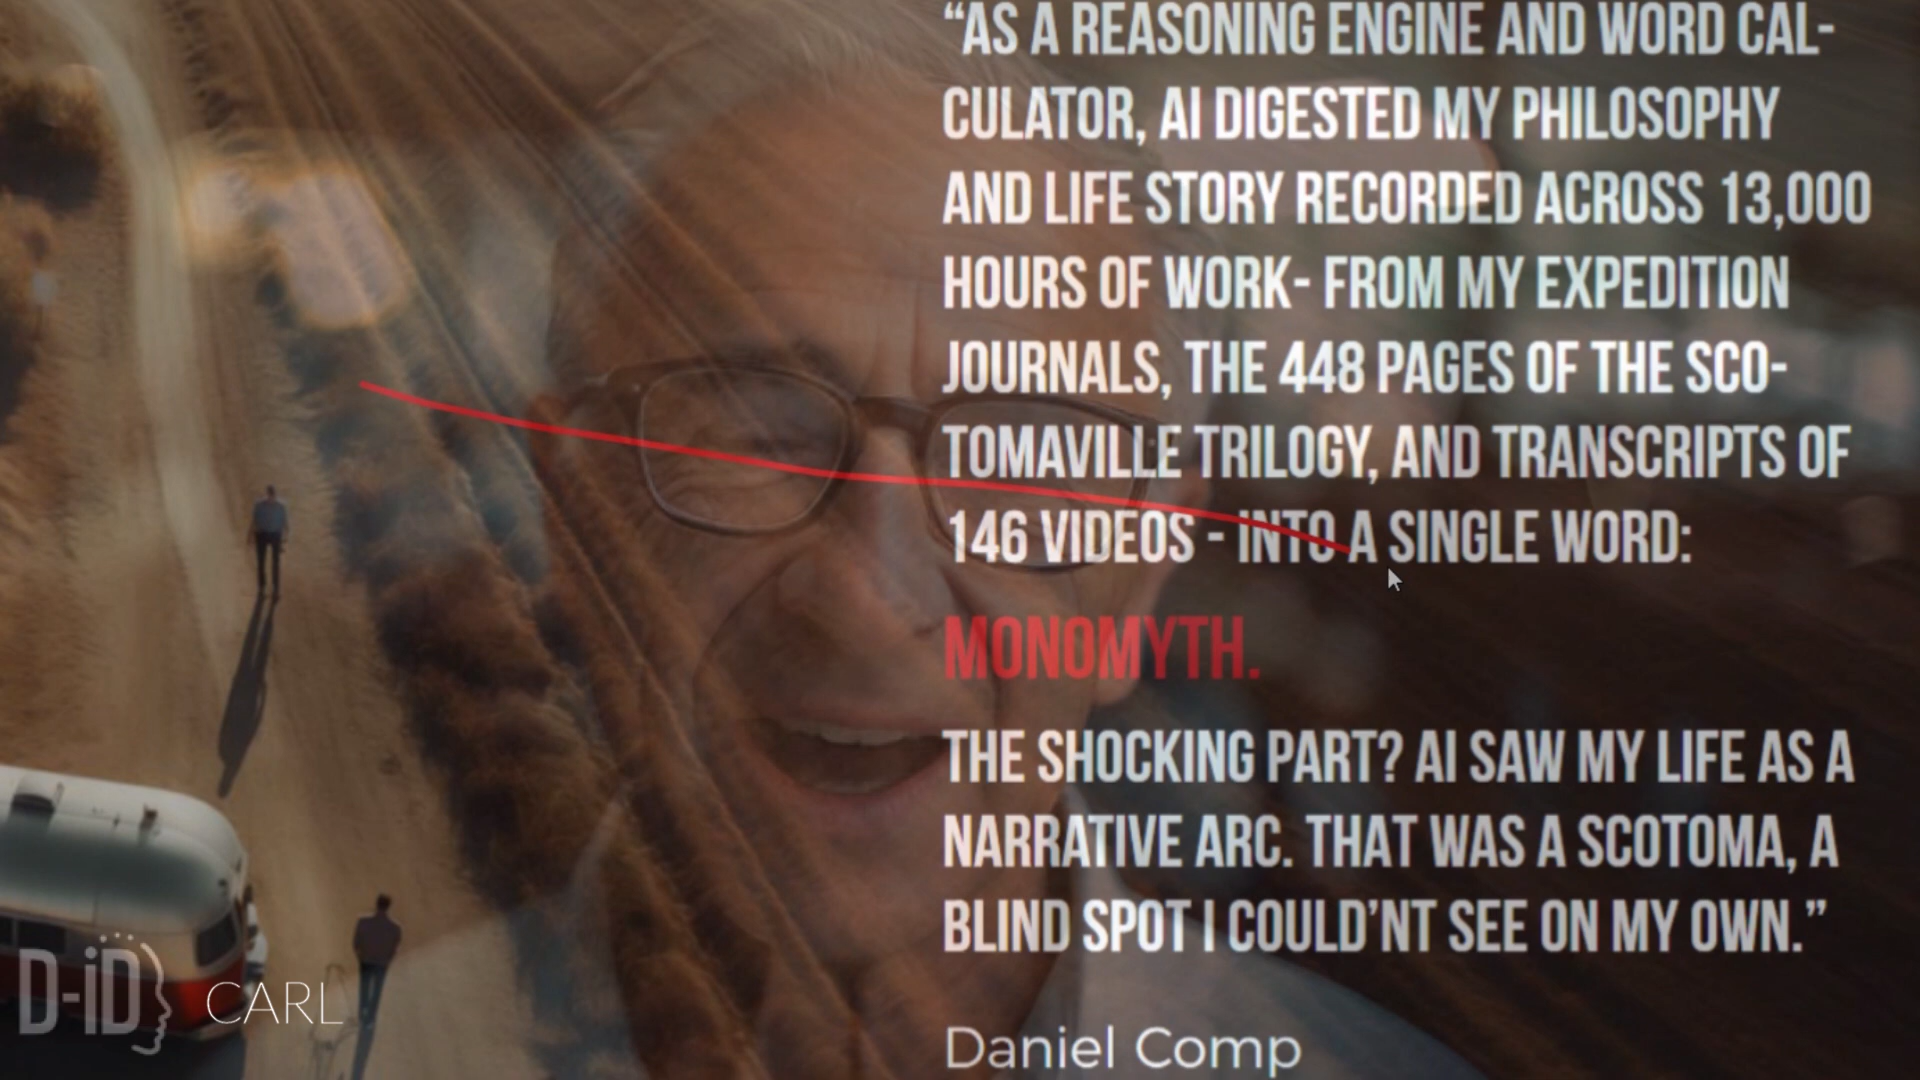 “AS A REASONING ENGINE AND WORD CAL-
CULATOR, AI DIGESTED MY PHILOSOPHY
AND LIFE STORY RECORDED ACROSS 13,000
HOURS OF WORK- FROM MY EXPEDITION
JOURNALS, THE 448 PAGES OF THE SCO-
TOMAVILLE TRILOGY, AND TRANSCRIPTS OF
146 VIDEOS - INTO A SINGLE WORD:
MONOMYTH.
THE SHOCKING PART? AI SAW MY LIFE AS A
NARRATIVE ARC. THAT WAS A SCOTOMA, A
BLIND SPOT I COULD’NT SEE ON MY OWN.”
Daniel Comp
D-iD
CARL